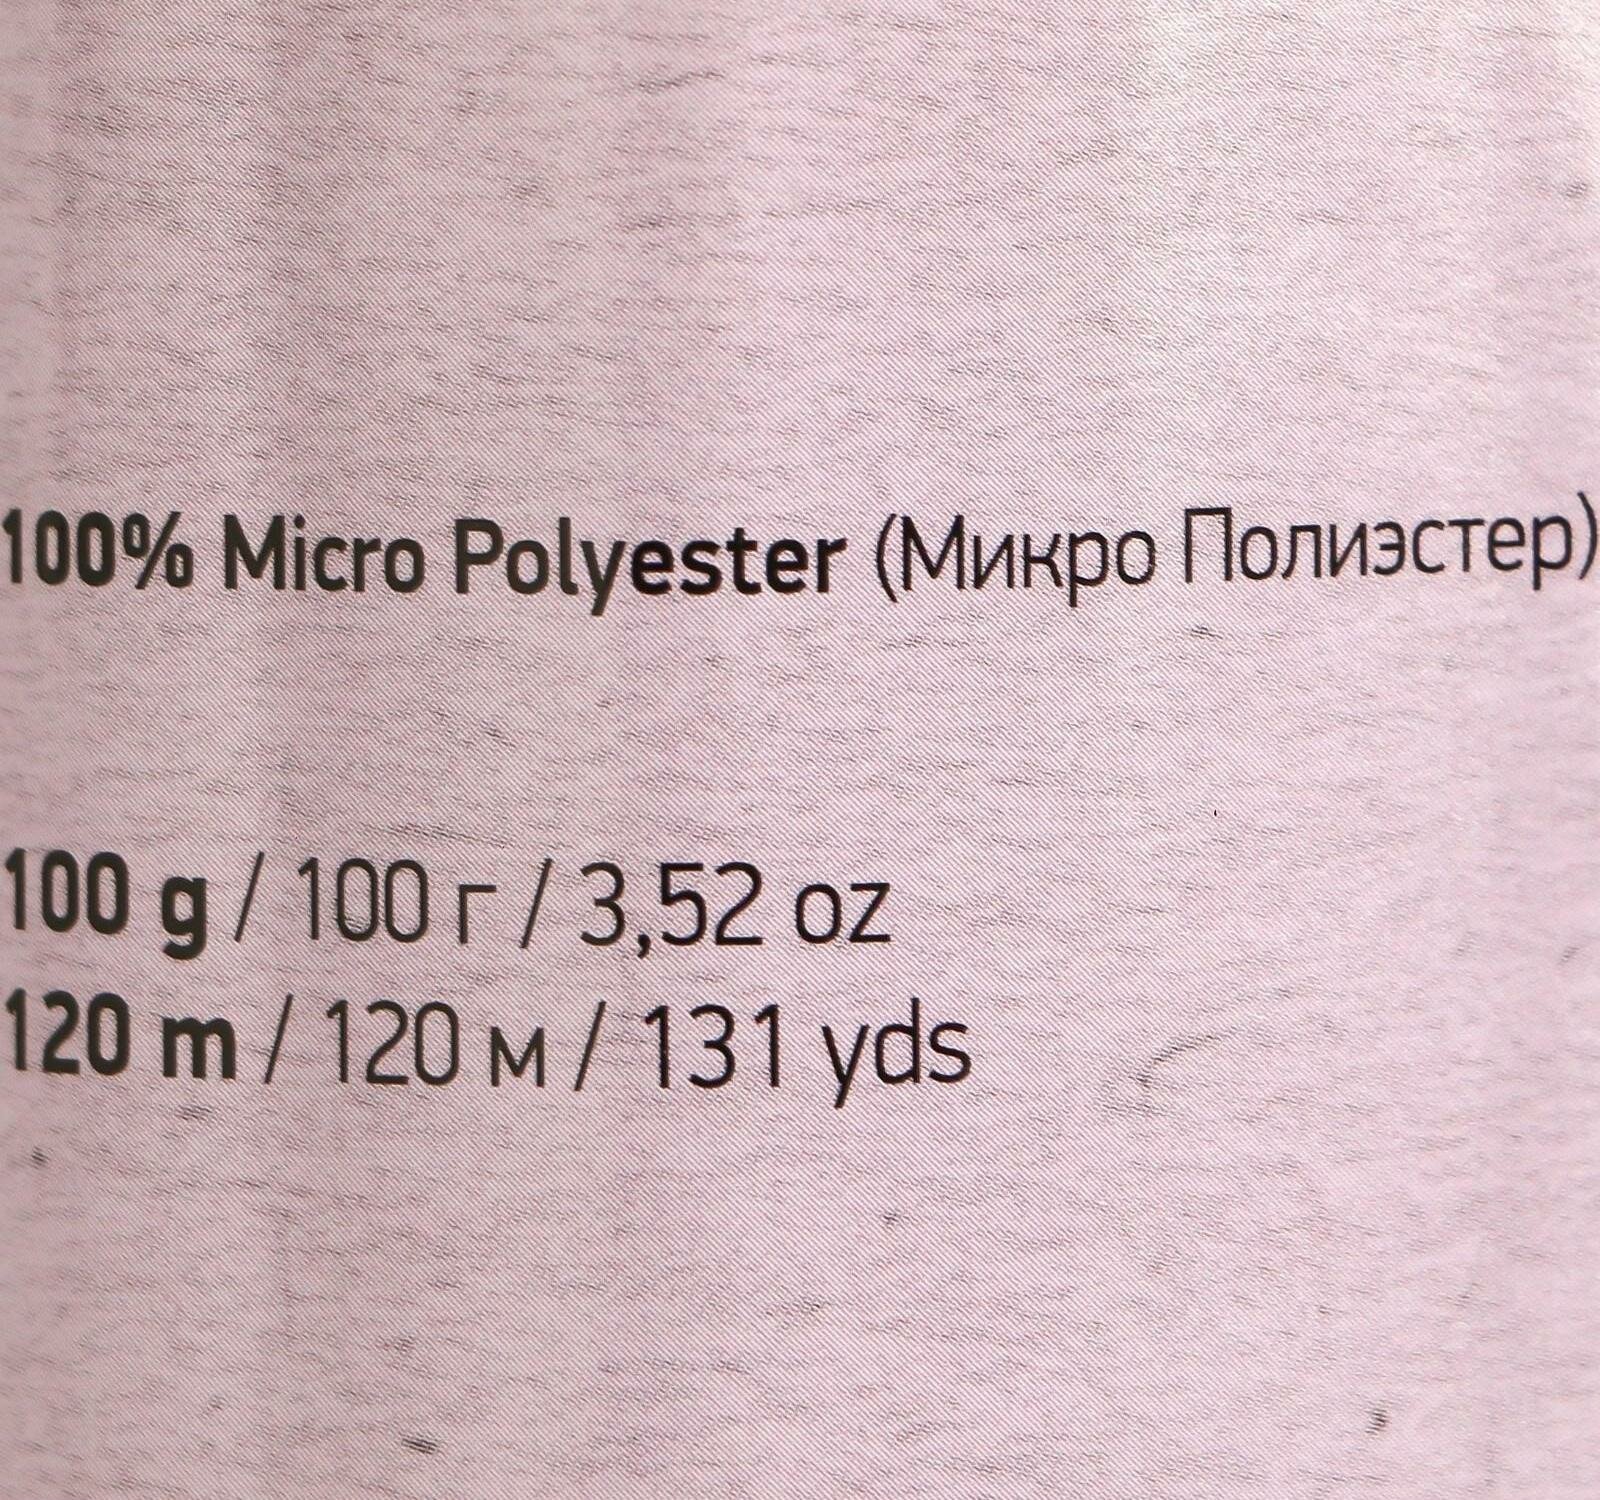 100% Micro Polyester (Микро Полиэстер)
100 g / 100 г / 3,52 oz
120 m / 120 м / 131 yds